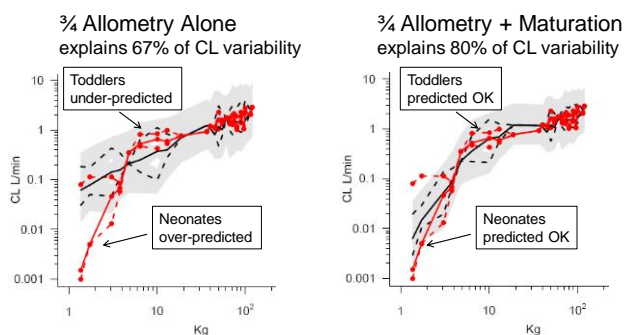 ¾ Allometry Alone
explains 67% of CL variability
Toddlers
under-predicted
Neonates
over-predicted
CL L/min
10
1
0.1
0.01
0.001
1
10
10²
Kg
¾ Allometry + Maturation
explains 80% of CL variability
Toddlers
predicted OK
Neonates
predicted OK
CL L/min
10
1
0.1
0.01
0.001
1
10
10²
Kg